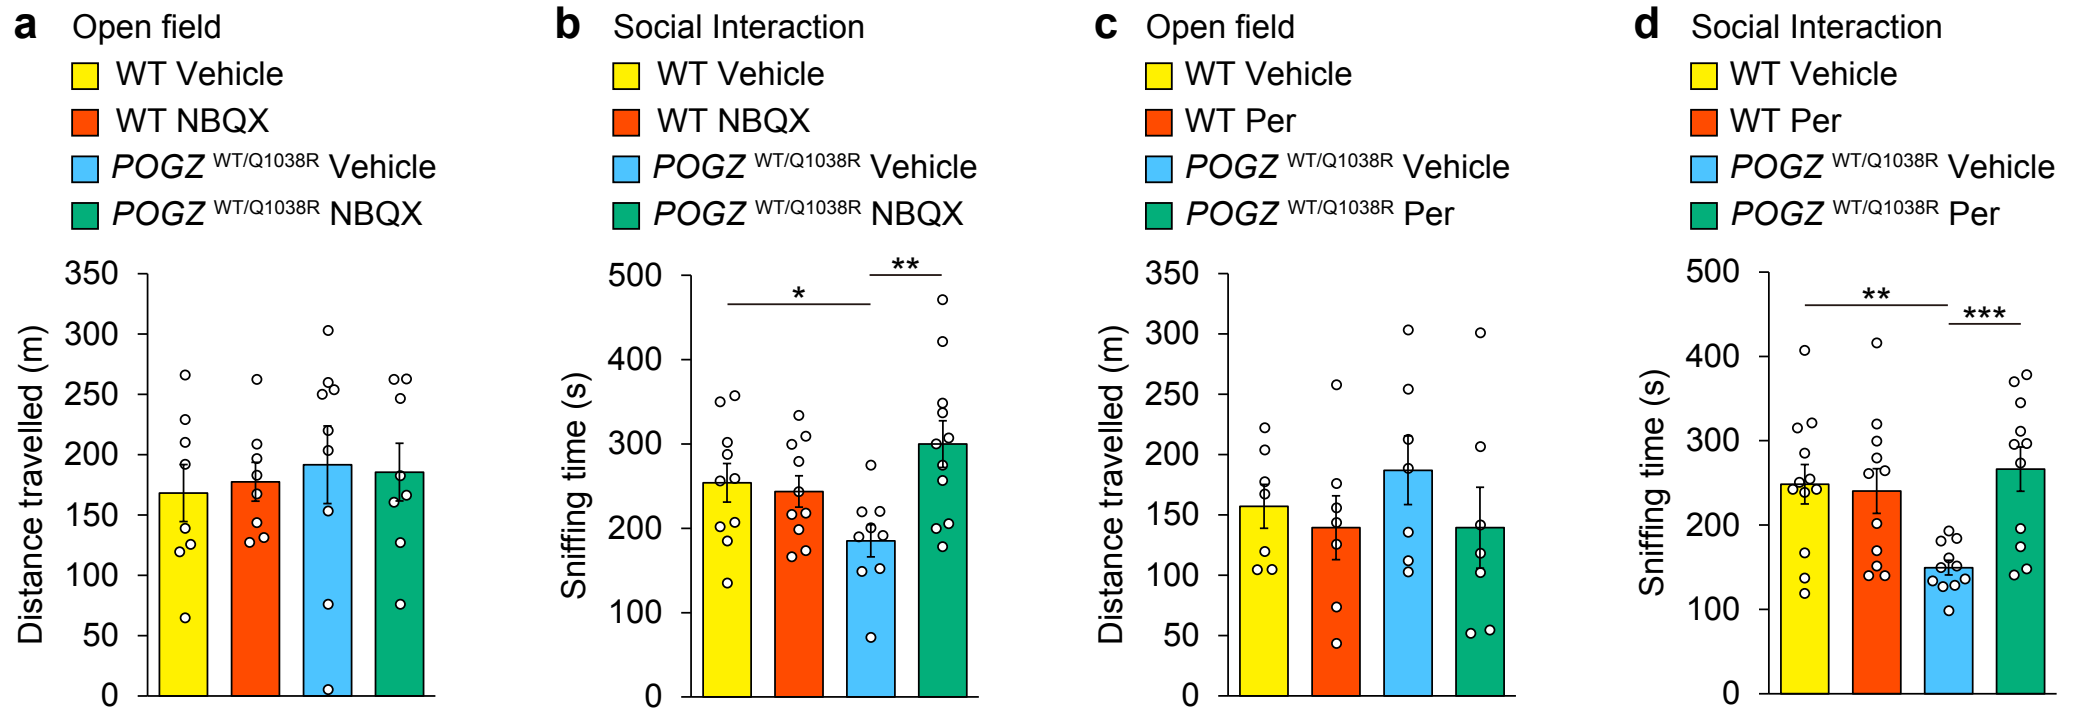 a Open field
WT Vehicle
WT NBQX
POGZ WT/Q1038R Vehicle
POGZ WT/Q1038R NBQX
350
300
250
200
150
100
50
0
Distance travelled (m)
b Social Interaction
WT Vehicle
WT NBQX
POGZ WT/Q1038R Vehicle
POGZ WT/Q1038R NBQX
500
400
300
200
100
0
Sniffing time (s)
*
**
c Open field
WT Vehicle
WT Per
POGZ WT/Q1038R Vehicle
POGZ WT/Q1038R Per
350
300
250
200
150
100
50
0
Distance travelled (m)
d Social Interaction
WT Vehicle
WT Per
POGZ WT/Q1038R Vehicle
POGZ WT/Q1038R Per
500
400
300
200
100
0
Sniffing time (s)
**
***